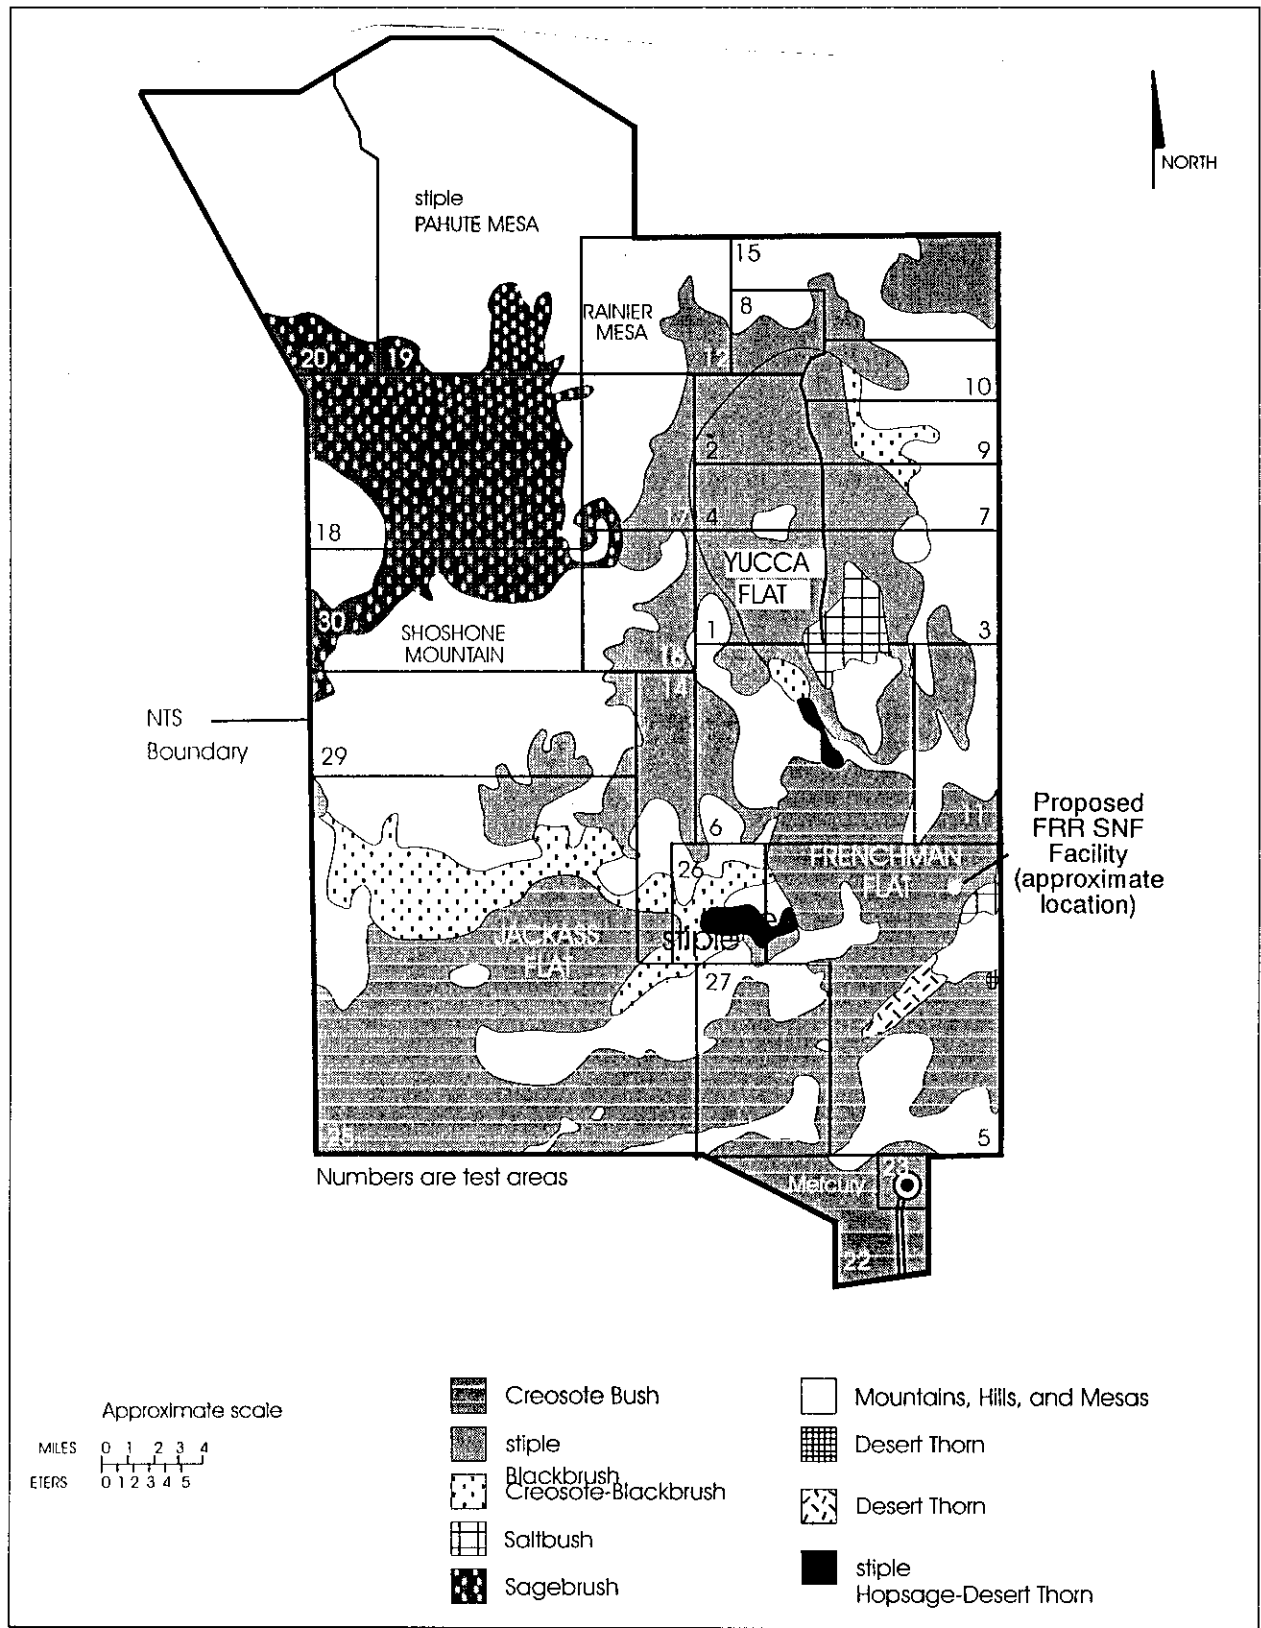 NORTH
stiple
PAHUTE MESA
15
RAINIER
MESA
8
20
19
12
10
2
9
17
4
7
18
YUCCA
FLAT
30
SHOSHONE
MOUNTAIN
1
3
16
14
NTS
Boundary
29
Proposed
FRR SNF
Facility
(approximate
location)
11
6
FRENCHMAN
FLAT
26
JACKASS
FLAT
stiple
e
27
25
5
Numbers are test areas
23
Mercury
22
Approximate scale
MILES 0 1 2 3 4
ETERS 0 1 2 3 4 5
Creosote Bush
stiple
Blackbrush
Creosote-Blackbrush
Saltbush
Sagebrush
Mountains, Hills, and Mesas
Desert Thorn
Desert Thorn
stiple
Hopsage-Desert Thorn